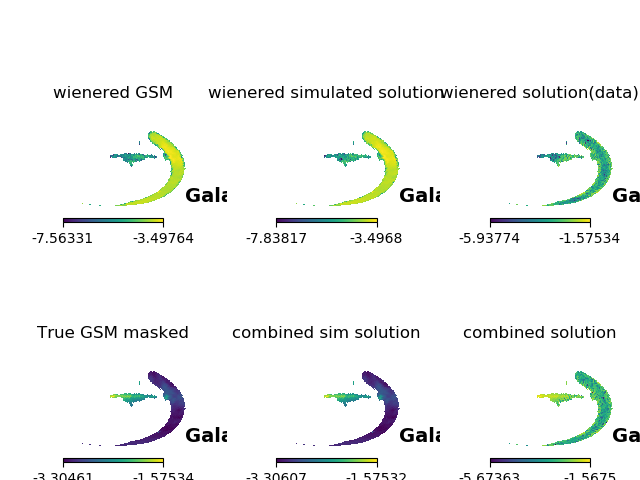 wienered GSM wienered simulated solution wienered solution(data)
Gala Gala Ga
-7.56331 -3.49764 -7.83817 -3.4968 -5.93774 -1.57534
True GSM masked combined sim solution combined solution
Gala Gala Ga
-3.30461 -1.57534 -3.30607 -1.57532 -5.67363 -1.5675